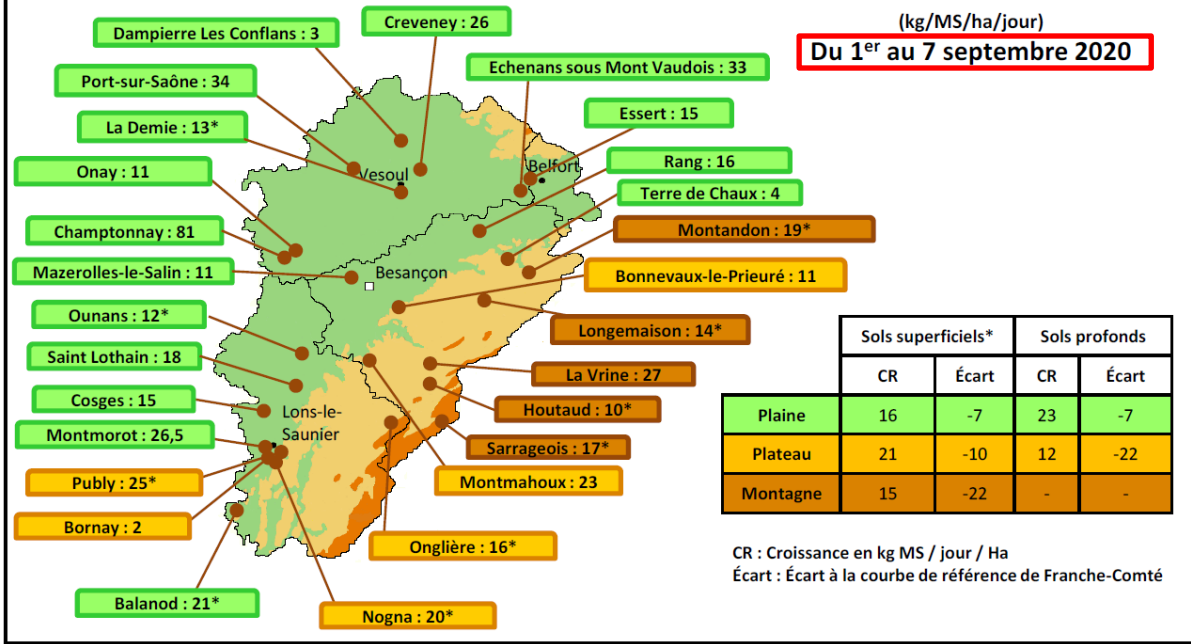 (kg/MS/ha/jour)
Du 1er au 7 septembre 2020
Creveney : 26
Dampierre Les Conflans : 3
Echenans sous Mont Vaudois : 33
Port-sur-Saône : 34
Essert : 15
La Demie : 13*
Rang : 16
Belfort
Vesoul
Onay : 11
Terre de Chaux : 4
Champtonnay : 81
Montandon : 19*
Mazerolles-le-Salin : 11
Besançon
Bonnevaux-le-Prieuré : 11
Ounans : 12*
Longemaison : 14*
Saint Lothain : 18
La Vrine : 27
Cosges : 15
Houtaud : 10*
Lons-le-
Saunier
Montmorot : 26,5
Sarrageois : 17*
Publy : 25*
Montmahoux : 23
Bornay : 2
Onglière : 16*
Balanod : 21*
Nogna : 20*
Sols superficiels* Sols profonds
CR Écart CR Écart
Plaine 16 -7 23 -7
Plateau 21 -10 12 -22
Montagne 15 -22 - -
CR : Croissance en kg MS / jour / Ha
Écart : Écart à la courbe de référence de Franche-Comté